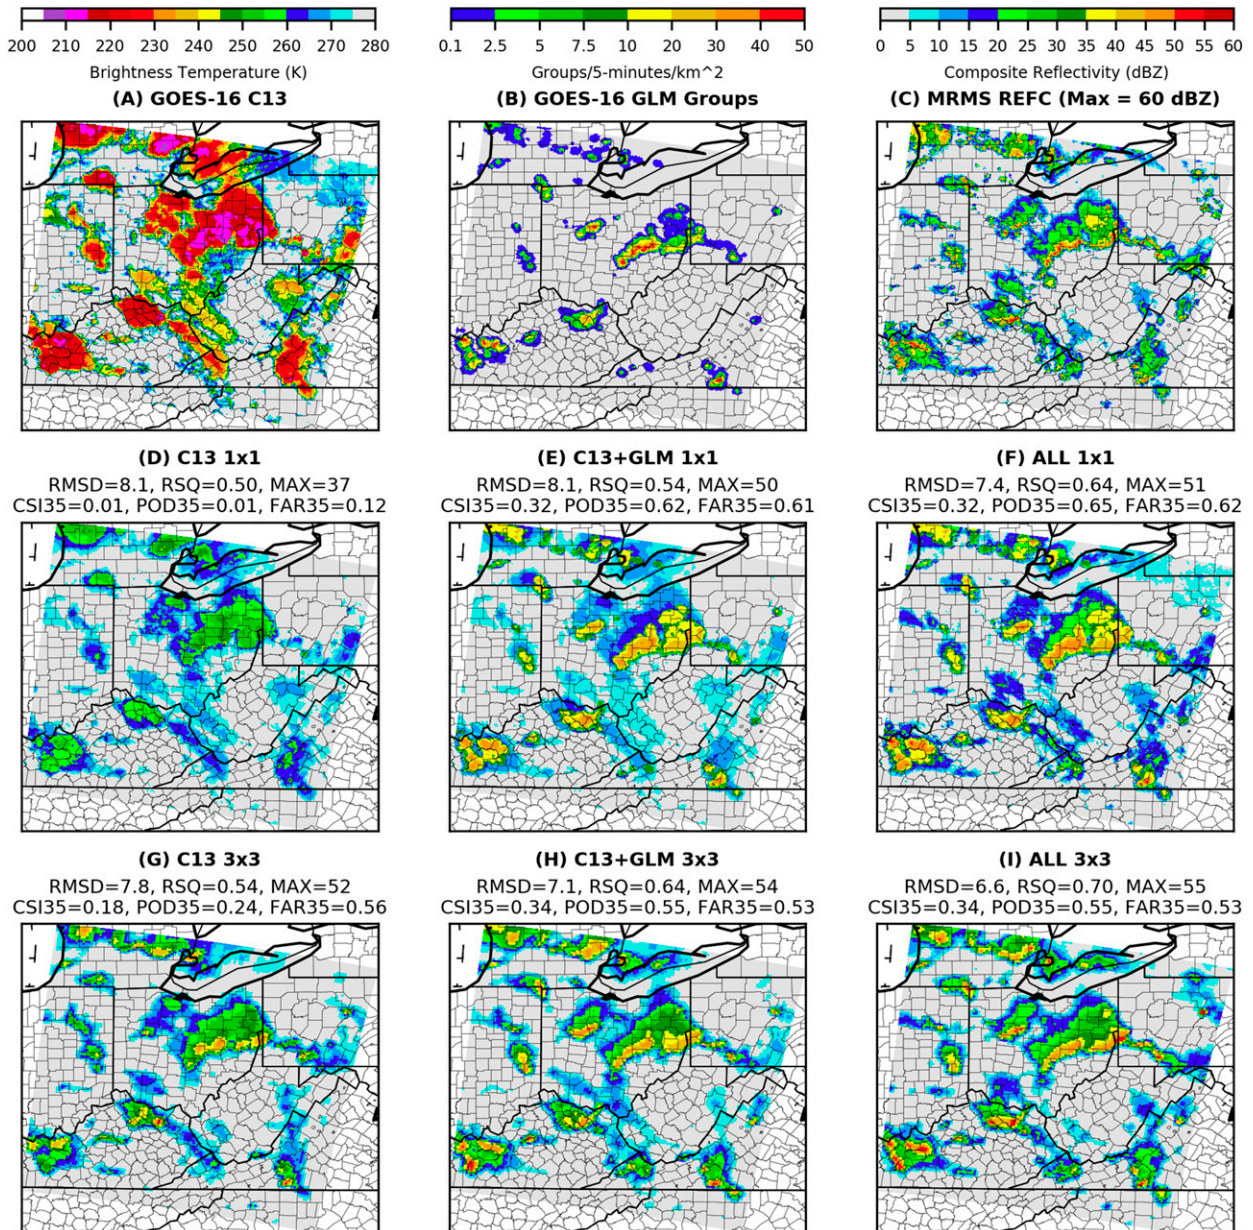 200 210 220 230 240 250 260 270 280
Brightness Temperature (K)
0.1 2.5 5 7.5 10 20 30 40 50
Groups/5-minutes/km^2
0 5 10 15 20 25 30 35 40 45 50 55 60
Composite Reflectivity (dBZ)
(A) GOES-16 C13
(B) GOES-16 GLM Groups
(C) MRMS REFC (Max = 60 dBZ)
(D) C13 1x1
RMSD=8.1, RSQ=0.50, MAX=37
CSI35=0.01, POD35=0.01, FAR35=0.12
(E) C13+GLM 1x1
RMSD=8.1, RSQ=0.54, MAX=50
CSI35=0.32, POD35=0.62, FAR35=0.61
(F) ALL 1x1
RMSD=7.4, RSQ=0.64, MAX=51
CSI35=0.32, POD35=0.65, FAR35=0.62
(G) C13 3x3
RMSD=7.8, RSQ=0.54, MAX=52
CSI35=0.18, POD35=0.24, FAR35=0.56
(H) C13+GLM 3x3
RMSD=7.1, RSQ=0.64, MAX=54
CSI35=0.34, POD35=0.55, FAR35=0.53
(I) ALL 3x3
RMSD=6.6, RSQ=0.70, MAX=55
CSI35=0.34, POD35=0.55, FAR35=0.53